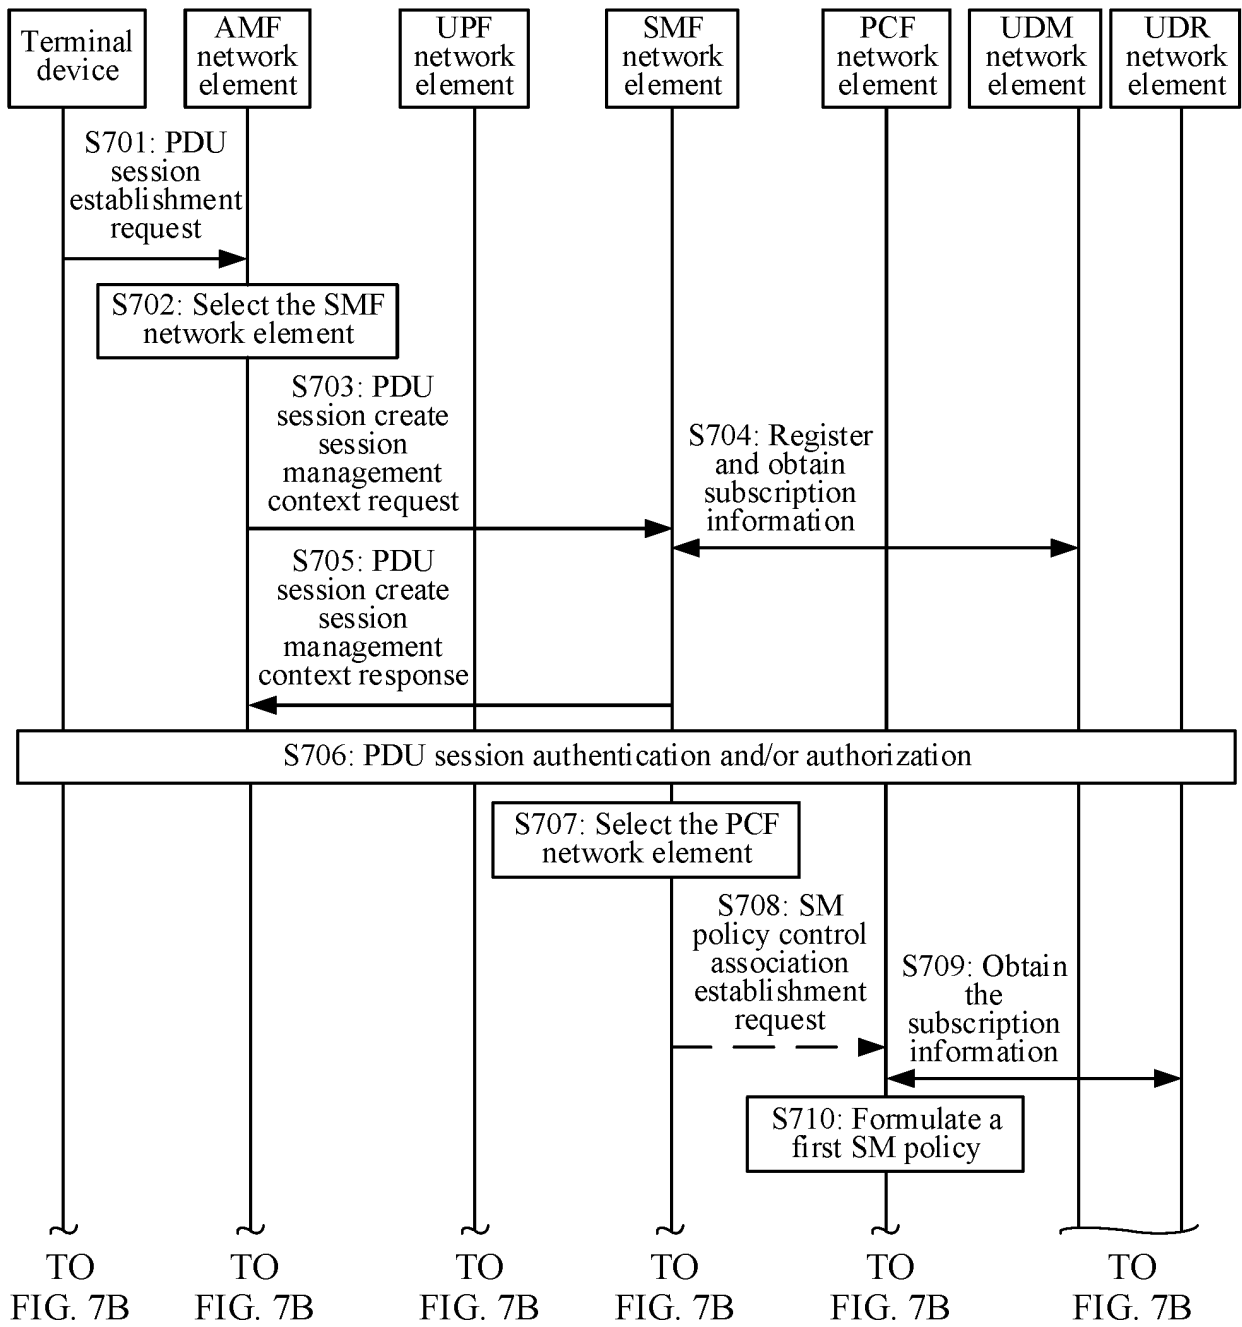 Terminal
device
AMF
network
element
UPF
network
element
SMF
network
element
PCF
network
element
UDM
network
element
UDR
network
element
S701: PDU
session
establishment
request
S702: Select the SMF
network element
S703: PDU
session create
session
management
context request
S704: Register
and obtain
subscription
information
S705: PDU
session create
session
management
context response
S706: PDU session authentication and/or authorization
S707: Select the PCF
network element
S708: SM
policy control
association
establishment
request
S709: Obtain
the
subscription
information
S710: Formulate a
first SM policy
TO
FIG. 7B
TO
FIG. 7B
TO
FIG. 7B
TO
FIG. 7B
TO
FIG. 7B
TO
FIG. 7B